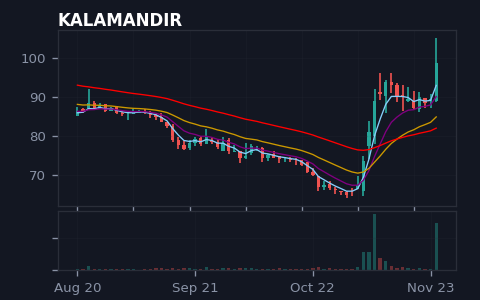 KALAMANDIR
100
90
80
70
Aug 20
Sep 21
Oct 22
Nov 23